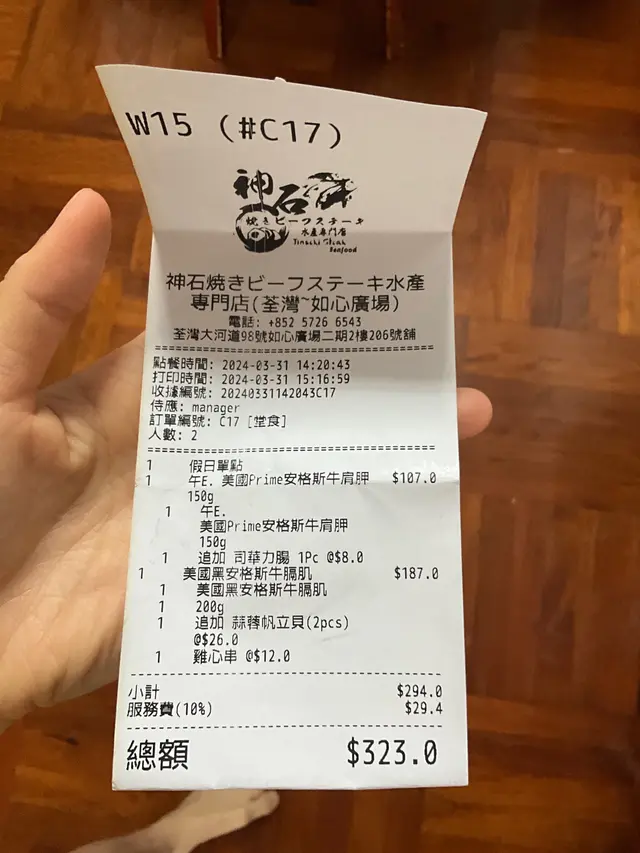 W15 (#C17)
神石
焼きビーフステーキ
水產專門店
Seafood
神石焼きビーフステーキ水產
專門店(荃灣~如心廣場)
電話: +852 5726 6543
荃灣大河道98號如心廣場二期2樓206號舖
點餐時間: 2024-03-31 14:20:43
打印時間: 2024-03-31 15:16:59
收據編號: 20240331142043C17
侍應: manager
訂單編號: C17 [堂食]
人數: 2
1 假日單點
1 午E. 美國Prime安格斯牛肩胛 $107.0
150g
1 午E.
美國Prime安格斯牛肩胛
150g
1 追加 司華力腸 1Pc @$8.0
1 美國黑安格斯牛膈肌 $187.0
1 美國黑安格斯牛膈肌
1 200g
1 追加 蒜蓉帆立貝(2pcs)
@$26.0
1 雞心串 @$12.0
小計 $294.0
服務費(10%) $29.4
總額 $323.0